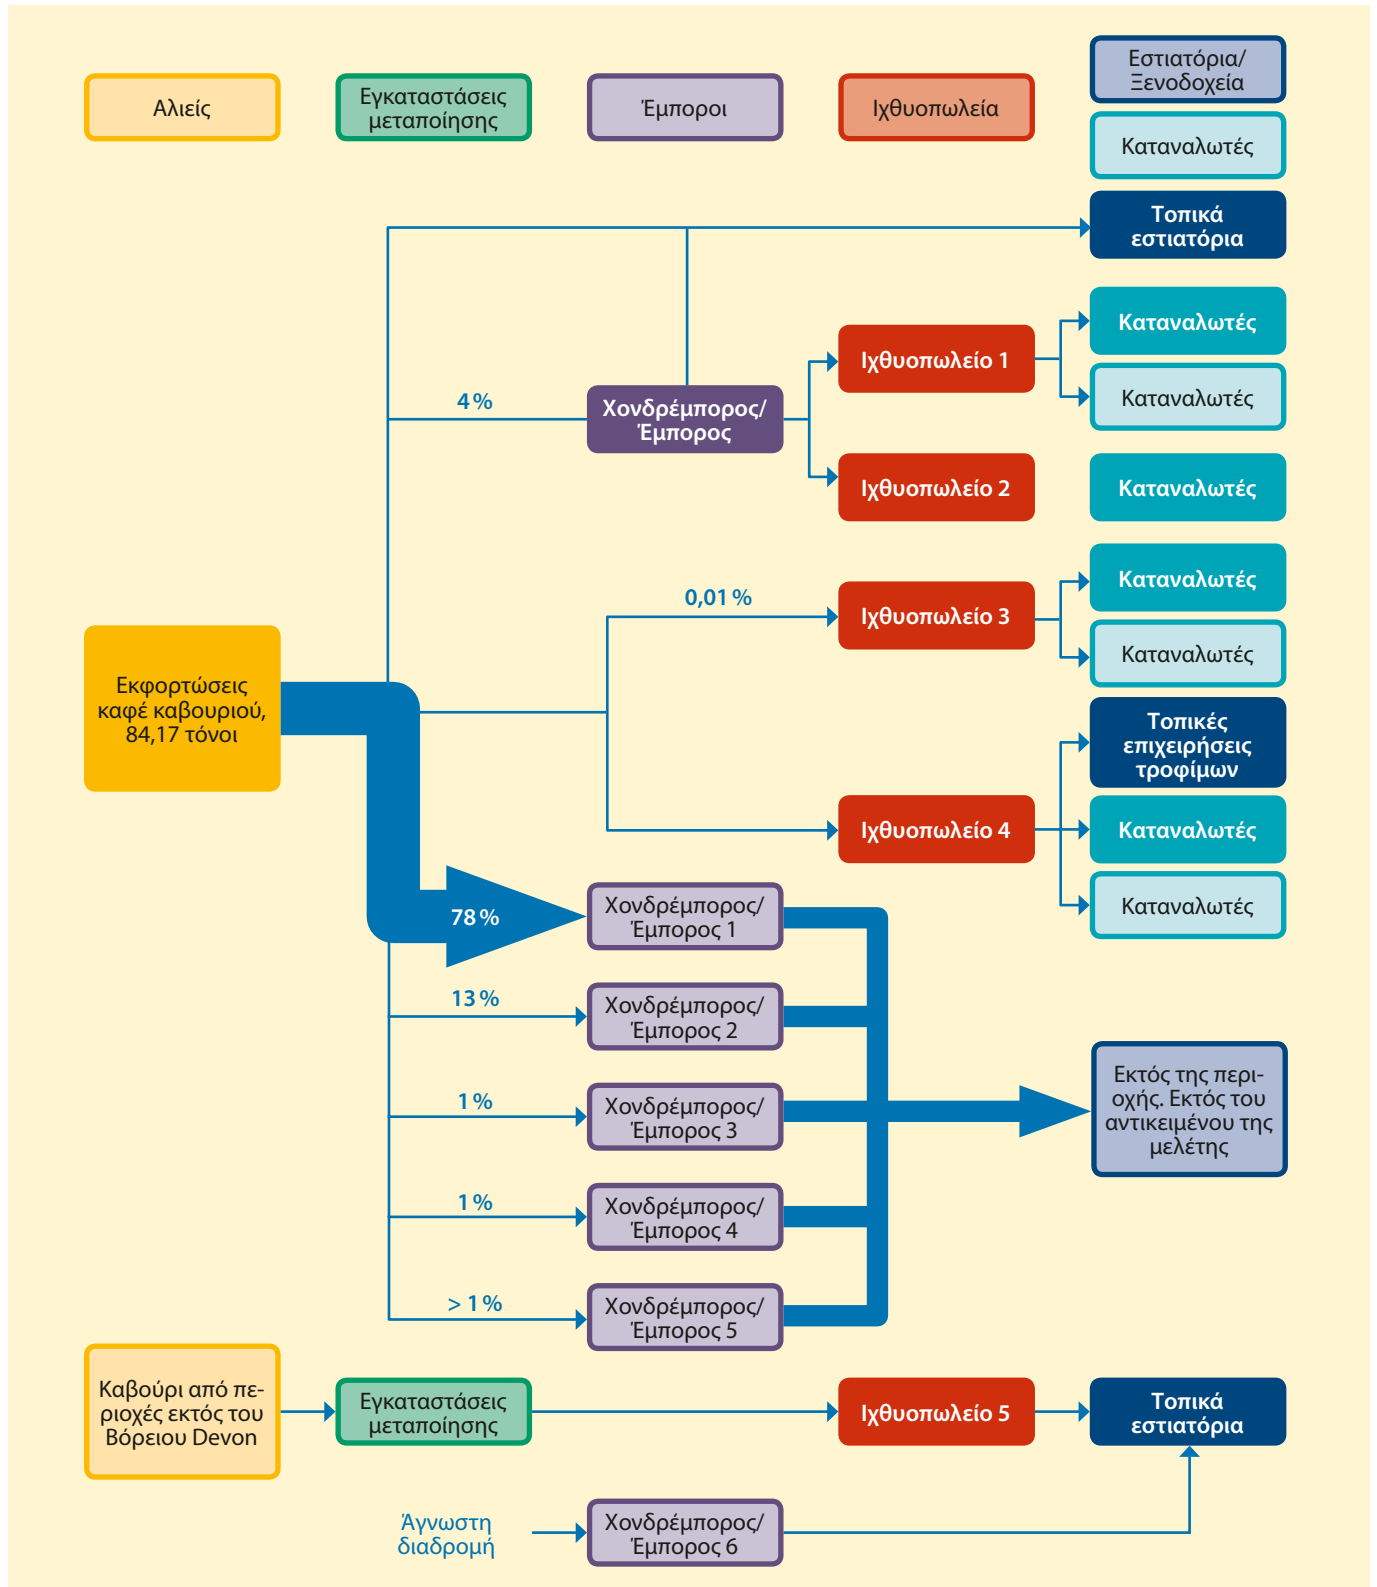 Αλιείς
Εγκαταστάσεις
μεταποίησης
Έμποροι
Ιχθυοπωλεία
Εστιατόρια/
Ξενοδοχεία
Καταναλωτές
Τοπικά
εστιατόρια
Καταναλωτές
Ιχθυοπωλείο 1
Καταναλωτές
4 %
Χονδρέμπορος/
Έμπορος
Ιχθυοπωλείο 2
Καταναλωτές
Καταναλωτές
0,01 %
Ιχθυοπωλείο 3
Καταναλωτές
Εκφορτώσεις
καφέ καβουριού,
84,17 τόνοι
Τοπικές
επιχειρήσεις
τροφίμων
Ιχθυοπωλείο 4
Καταναλωτές
Καταναλωτές
78 %
Χονδρέμπορος/
Έμπορος 1
13 %
Χονδρέμπορος/
Έμπορος 2
1 %
Χονδρέμπορος/
Έμπορος 3
Εκτός της περι-
οχής. Εκτός του
αντικειμένου της
μελέτης
1 %
Χονδρέμπορος/
Έμπορος 4
> 1 %
Χονδρέμπορος/
Έμπορος 5
Καβούρι από πε-
ριοχές εκτός του
Βόρειου Devon
Εγκαταστάσεις
μεταποίησης
Ιχθυοπωλείο 5
Τοπικά
εστιατόρια
Άγνωστη
διαδρομή
Χονδρέμπορος/
Έμπορος 6